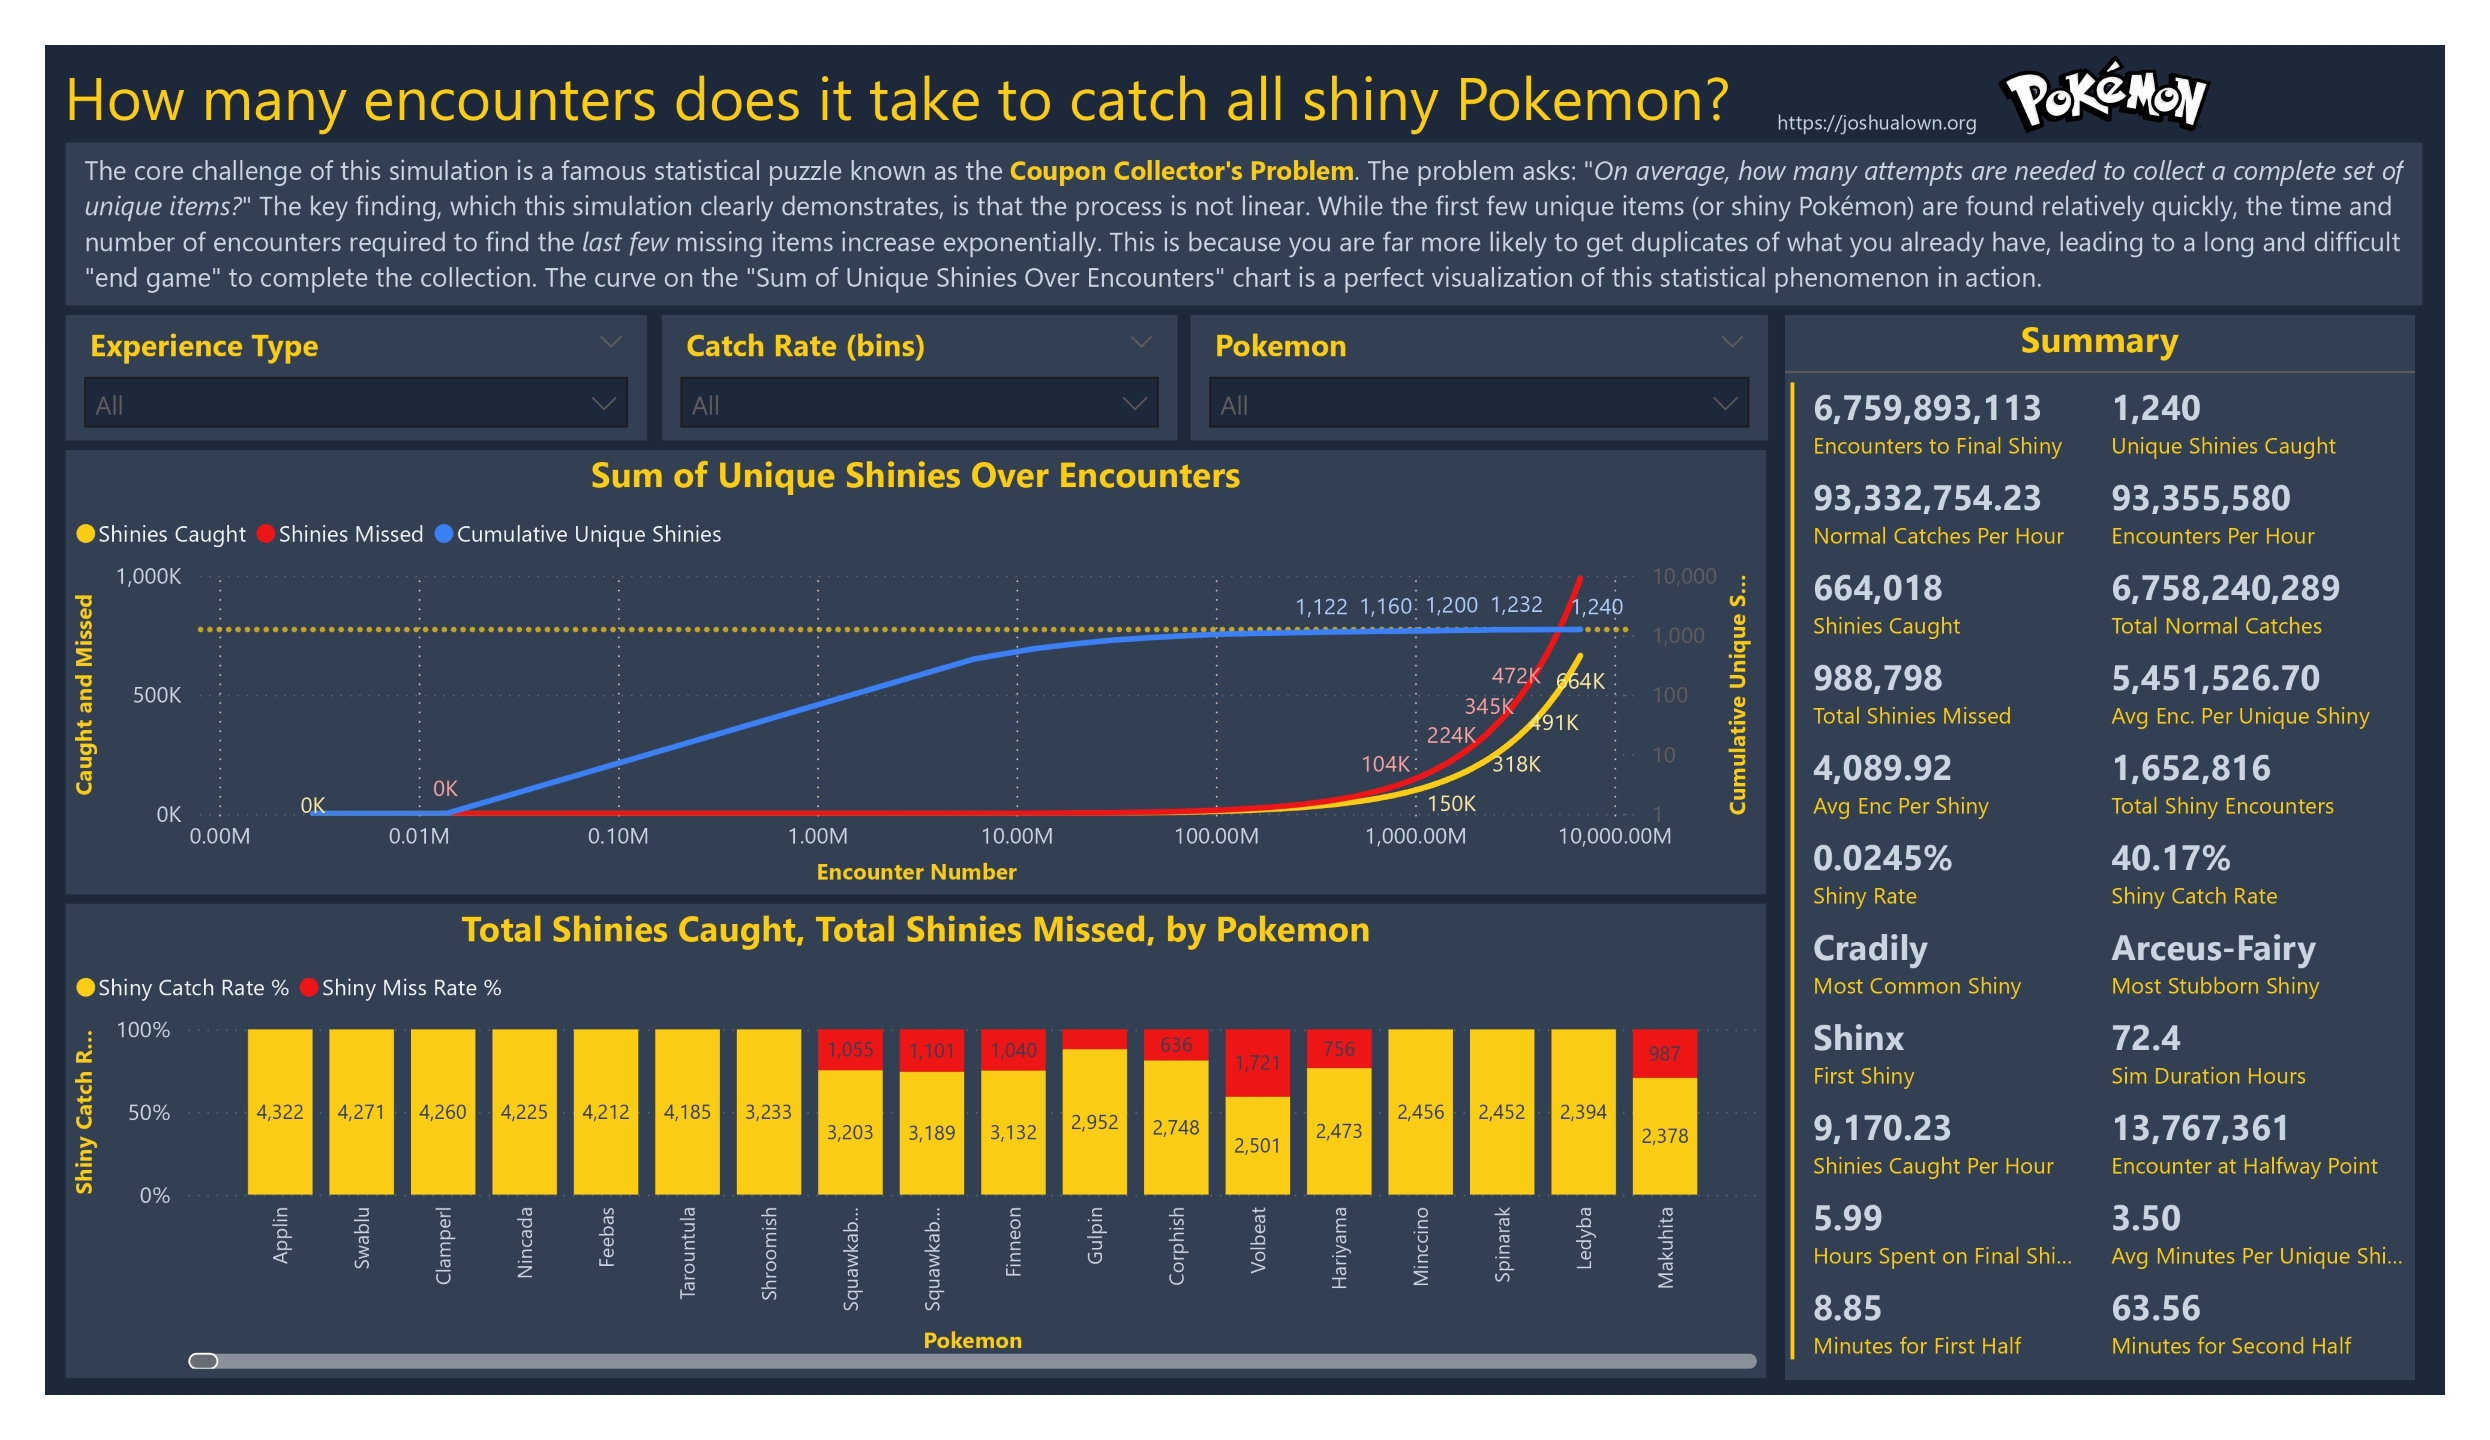 How many encounters does it take to catch all shiny Pokemon?
https://joshualown.org
POKéMON
The core challenge of this simulation is a famous statistical puzzle known as the Coupon Collector's Problem. The problem asks: "On average, how many attempts are needed to collect a complete set of
unique items?" The key finding, which this simulation clearly demonstrates, is that the process is not linear. While the first few unique items (or shiny Pokémon) are found relatively quickly, the time and
number of encounters required to find the last few missing items increase exponentially. This is because you are far more likely to get duplicates of what you already have, leading to a long and difficult
"end game" to complete the collection. The curve on the "Sum of Unique Shinies Over Encounters" chart is a perfect visualization of this statistical phenomenon in action.
Experience Type
All
Catch Rate (bins)
All
Pokemon
All
Sum of Unique Shinies Over Encounters
Shinies Caught Shinies Missed Cumulative Unique Shinies
Caught and Missed
1,000K
500K
0K
10,000
1,000
100
10
1
Cumulative Unique S...
1,122 1,160 1,200 1,232 1,240
472K 664K
345K
491K
224K
104K 318K
0K
0K
150K
0.00M 0.01M 0.10M 1.00M 10.00M 100.00M 1,000.00M 10,000.00M
Encounter Number
Total Shinies Caught, Total Shinies Missed, by Pokemon
Shiny Catch Rate % Shiny Miss Rate %
Shiny Catch R...
100%
50%
0%
1,055 1,101 1,040 636 1,721 756 987
4,322 4,271 4,260 4,225 4,212 4,185 3,233 3,203 3,189 3,132 2,952 2,748 2,501 2,473 2,456 2,452 2,394 2,378
Applin
Swablu
Clamperl
Nincada
Feebas
Tarountula
Shroomish
Squawkab...
Squawkab...
Finneon
Gulpin
Corphish
Volbeat
Hariyama
Minccino
Spinarak
Ledyba
Makuhita
Pokemon
Summary
6,759,893,113 1,240
Encounters to Final Shiny Unique Shinies Caught
93,332,754.23 93,355,580
Normal Catches Per Hour Encounters Per Hour
664,018 6,758,240,289
Shinies Caught Total Normal Catches
988,798 5,451,526.70
Total Shinies Missed Avg Enc. Per Unique Shiny
4,089.92 1,652,816
Avg Enc Per Shiny Total Shiny Encounters
0.0245% 40.17%
Shiny Rate Shiny Catch Rate
Cradily Arceus-Fairy
Most Common Shiny Most Stubborn Shiny
Shinx 72.4
First Shiny Sim Duration Hours
9,170.23 13,767,361
Shinies Caught Per Hour Encounter at Halfway Point
5.99 3.50
Hours Spent on Final Shi... Avg Minutes Per Unique Shi...
8.85 63.56
Minutes for First Half Minutes for Second Half